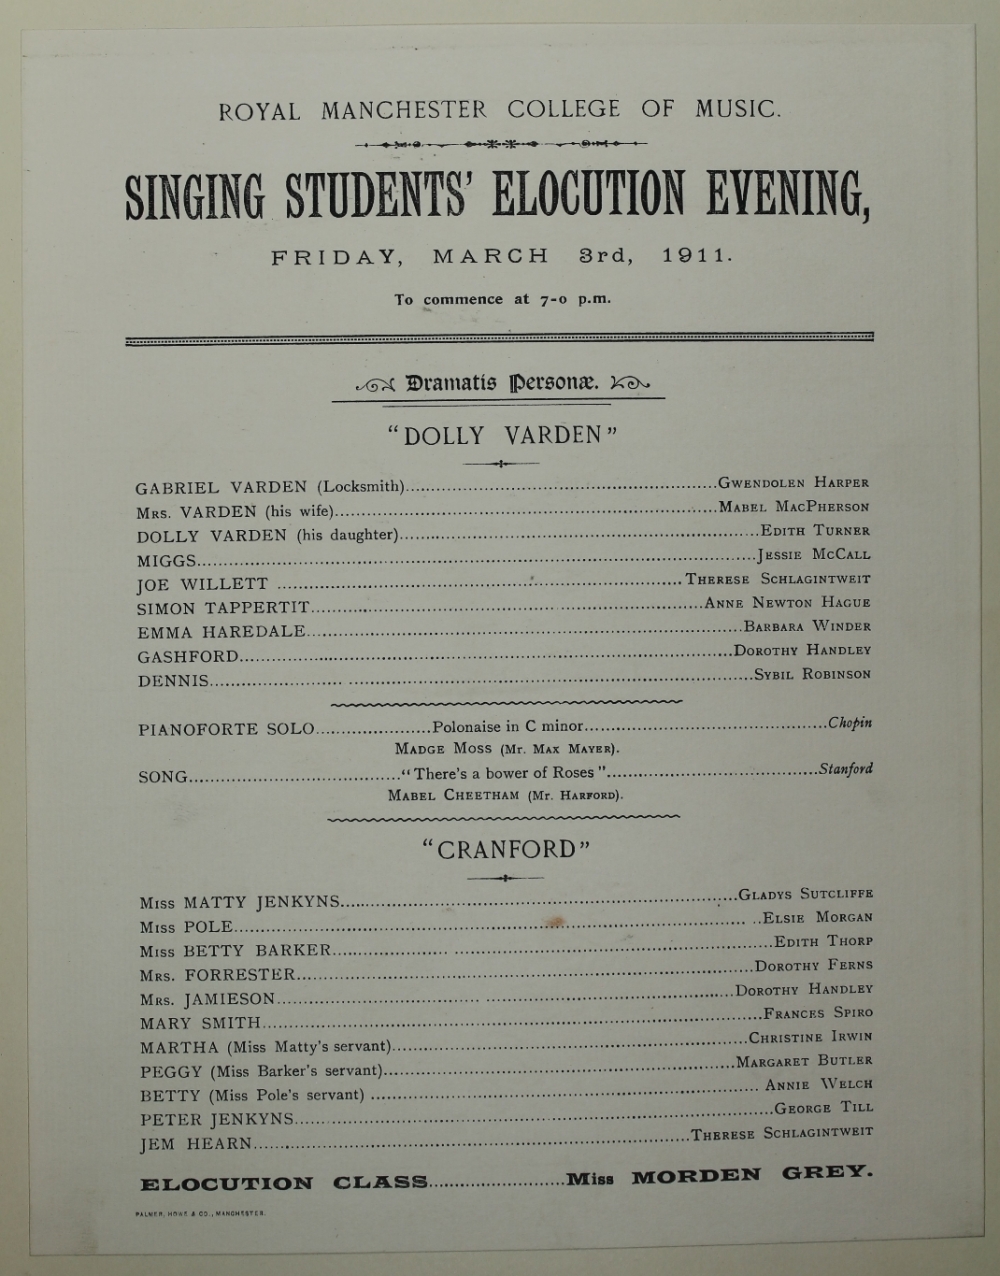 ROYAL MANCHESTER COLLEGE OF MUSIC.
SINGING STUDENTS' ELOCUTION EVENING,
FRIDAY, MARCH 3rd, 1911.
To commence at 7-0 p.m.
Dramatis Personæ.
"DOLLY VARDEN"
GABRIEL VARDEN (Locksmith)........GWENDOLEN HARPER
MRS. VARDEN (his wife)........MABEL MACPHERSON
DOLLY VARDEN (his daughter)........EDITH TURNER
MIGGS........JESSIE MCCALL
JOE WILLETT ........THERESE SCHLAGINTWEIT
SIMON TAPPERTIT........ANNE NEWTON HAGUE
EMMA HAREDALE........BARBARA WINDER
GASHFORD........DOROTHY HANDLEY
DENNIS........SYBIL ROBINSON
PIANOFORTE SOLO........Polonaise in C minor........Chopin
MADGE MOSS (MR. MAX MAYER).
SONG........"There's a bower of Roses"........Stanford
MABEL CHEETHAM (MR. HARFORD).
"CRANFORD"
MISS MATTY JENKYNS........GLADYS SUTCLIFFE
MISS POLE........ELSIE MORGAN
MISS BETTY BARKER........EDITH THORP
MRS. FORRESTER........DOROTHY FERNS
MRS. JAMIESON........DOROTHY HANDLEY
MARY SMITH........FRANCES SPIRO
MARTHA (Miss Matty's servant)........CHRISTINE IRWIN
PEGGY (Miss Barker's servant)........MARGARET BUTLER
BETTY (Miss Pole's servant) ........ ANNIE WELCH
PETER JENKYNS........GEORGE TILL
JEM HEARN........THERESE SCHLAGINTWEIT
ELOCUTION CLASS........Miss MORDEN GREY.
PALMER, HOWE & CO., MANCHESTER.